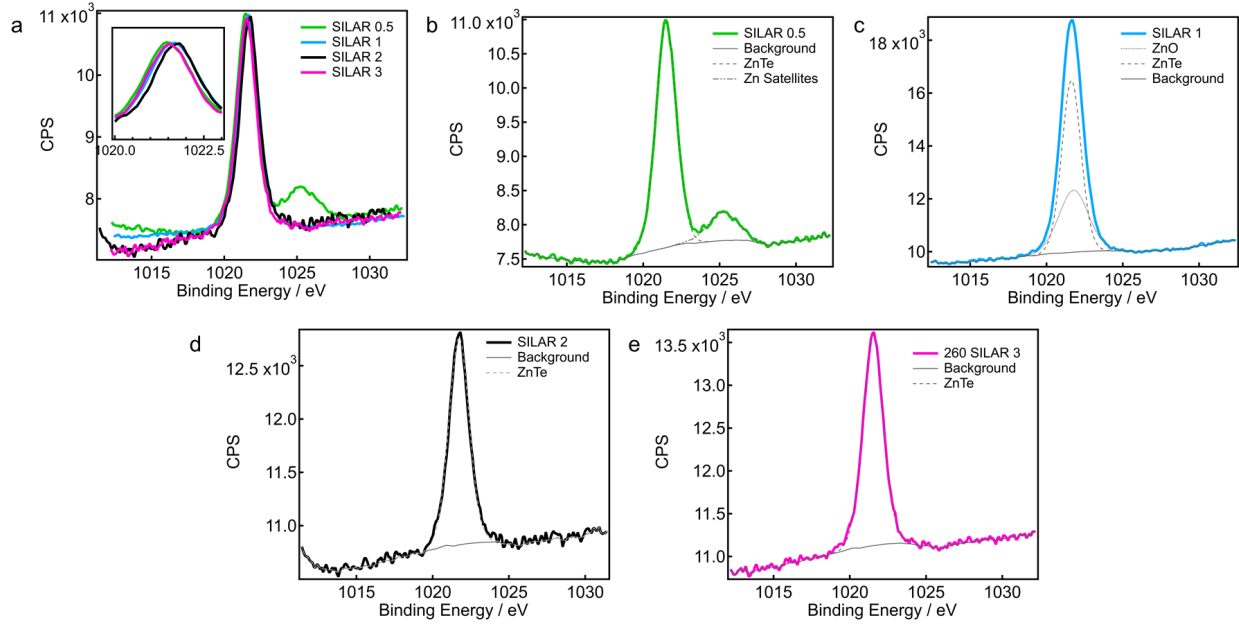 a
11 x10³
10
9
8
CPS
1015
1020
1025
1030
Binding Energy / eV
SILAR 0.5
SILAR 1
SILAR 2
SILAR 3
1020.0
1022.5
b
11.0 x10³
10.5
10.0
9.5
9.0
8.5
8.0
7.5
CPS
1015
1020
1025
1030
Binding Energy / eV
SILAR 0.5
Background
ZnTe
Zn Satellites
c
18 x10³
16
14
12
10
CPS
1015
1020
1025
1030
Binding Energy / eV
SILAR 1
ZnO
ZnTe
Background
d
12.5 x10³
12.0
11.5
11.0
CPS
1015
1020
1025
1030
Binding Energy / eV
SILAR 2
Background
ZnTe
e
13.5 x10³
13.0
12.5
12.0
11.5
11.0
CPS
1015
1020
1025
1030
Binding Energy / eV
260 SILAR 3
Background
ZnTe